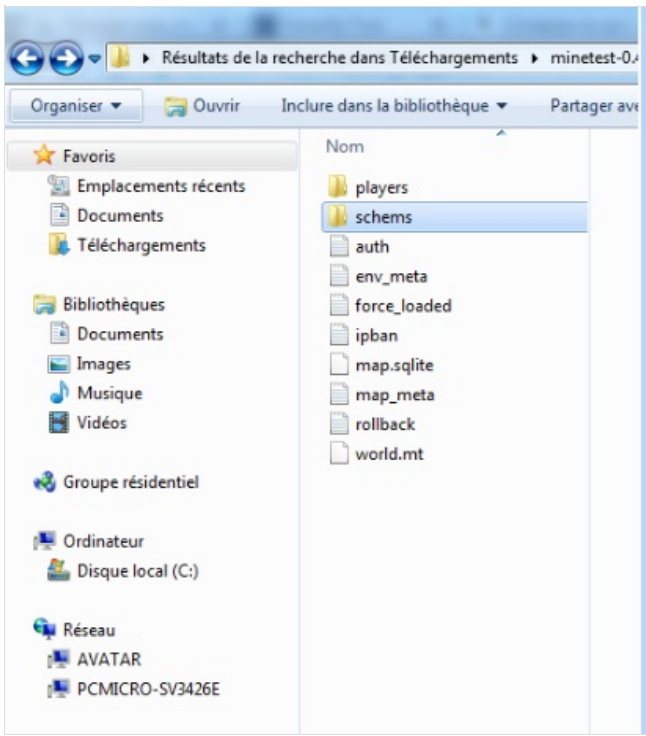 Résultats de la recherche dans Téléchargements ▸ minetest-0.4
Organiser Ouvrir Inclure dans la bibliothèque Partager ave
Favoris
Emplacements récents
Documents
Téléchargements
Bibliothèques
Documents
Images
Musique
Vidéos
Groupe résidentiel
Ordinateur
Disque local (C:)
Réseau
AVATAR
PCMICRO-SV3426E
Nom
players
schems
auth
env_meta
force_loaded
ipban
map.sqlite
map_meta
rollback
world.mt